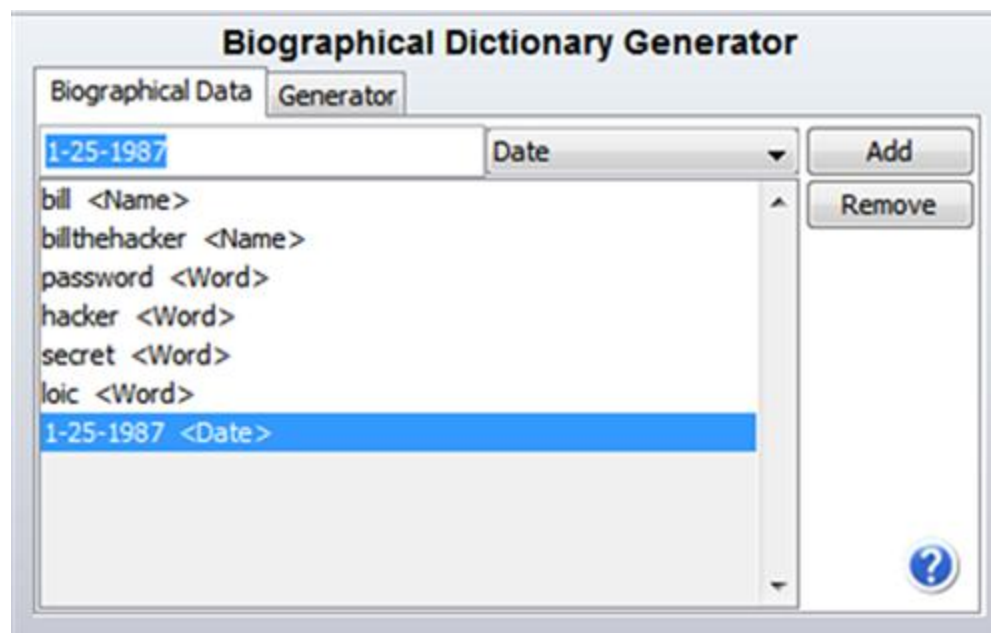 Biographical Dictionary Generator
Biographical Data Generator
1-25-1987 Date Add
Remove
bill <Name>
billthehacker <Name>
password <Word>
hacker <Word>
secret <Word>
loic <Word>
1-25-1987 <Date>
?